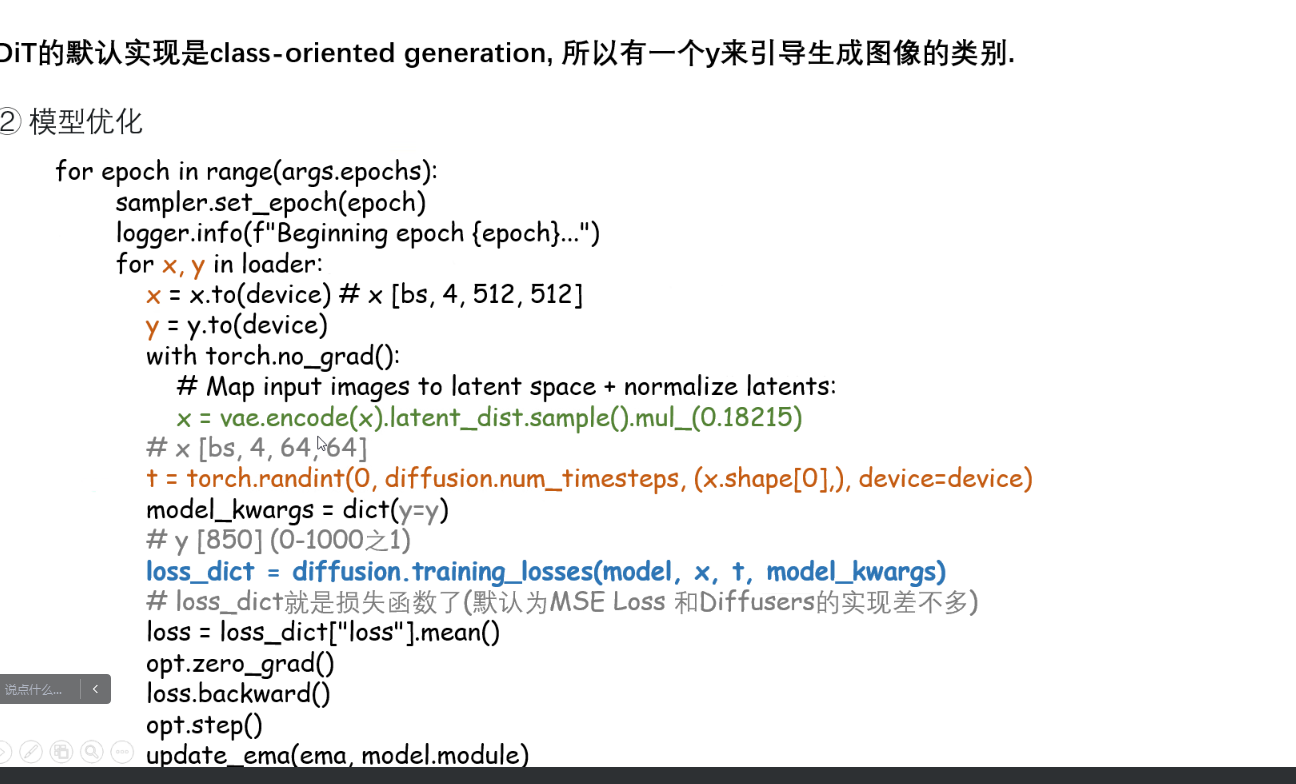 DiT的默认实现是class-oriented generation, 所以有一个y来引导生成图像的类别.
② 模型优化
for epoch in range(args.epochs):
sampler.set_epoch(epoch)
logger.info(f"Beginning epoch {epoch}...")
for x, y in loader:
x = x.to(device) # x [bs, 4, 512, 512]
y = y.to(device)
with torch.no_grad():
# Map input images to latent space + normalize latents:
x = vae.encode(x).latent_dist.sample().mul_(0.18215)
# x [bs, 4, 64, 64]
t = torch.randint(0, diffusion.num_timesteps, (x.shape[0],), device=device)
model_kwargs = dict(y=y)
# y [850] (0-1000之1)
loss_dict = diffusion.training_losses(model, x, t, model_kwargs)
# loss_dict就是损失函数了(默认为MSE Loss 和Diffusers的实现差不多)
loss = loss_dict["loss"].mean()
opt.zero_grad()
loss.backward()
说点什么...
opt.step()
update_ema(ema, model.module)